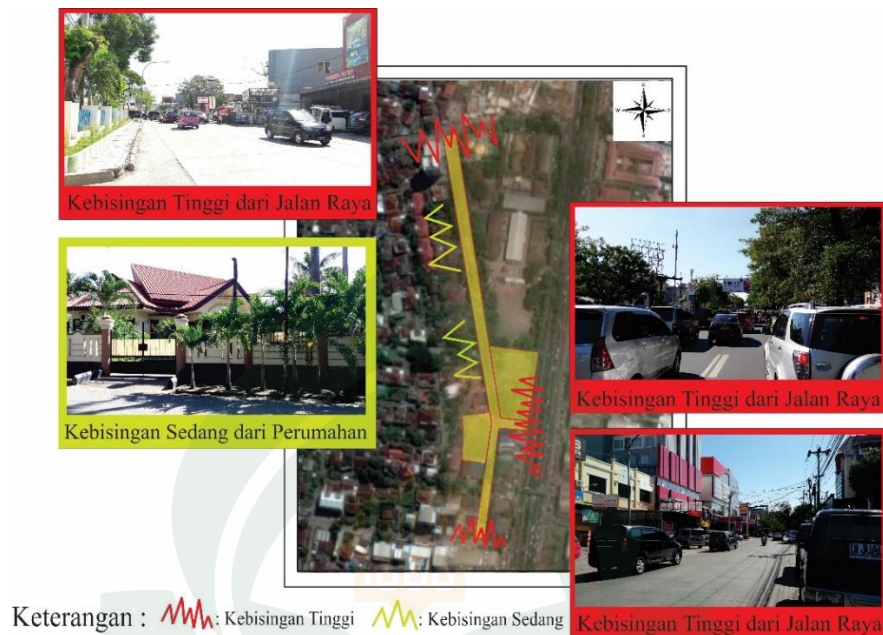 Kebisingan Tinggi dari Jalan Raya
Kebisingan Sedang dari Perumahan
Kebisingan Tinggi dari Jalan Raya
Kebisingan Tinggi dari Jalan Raya
Keterangan : : Kebisingan Tinggi : Kebisingan Sedang